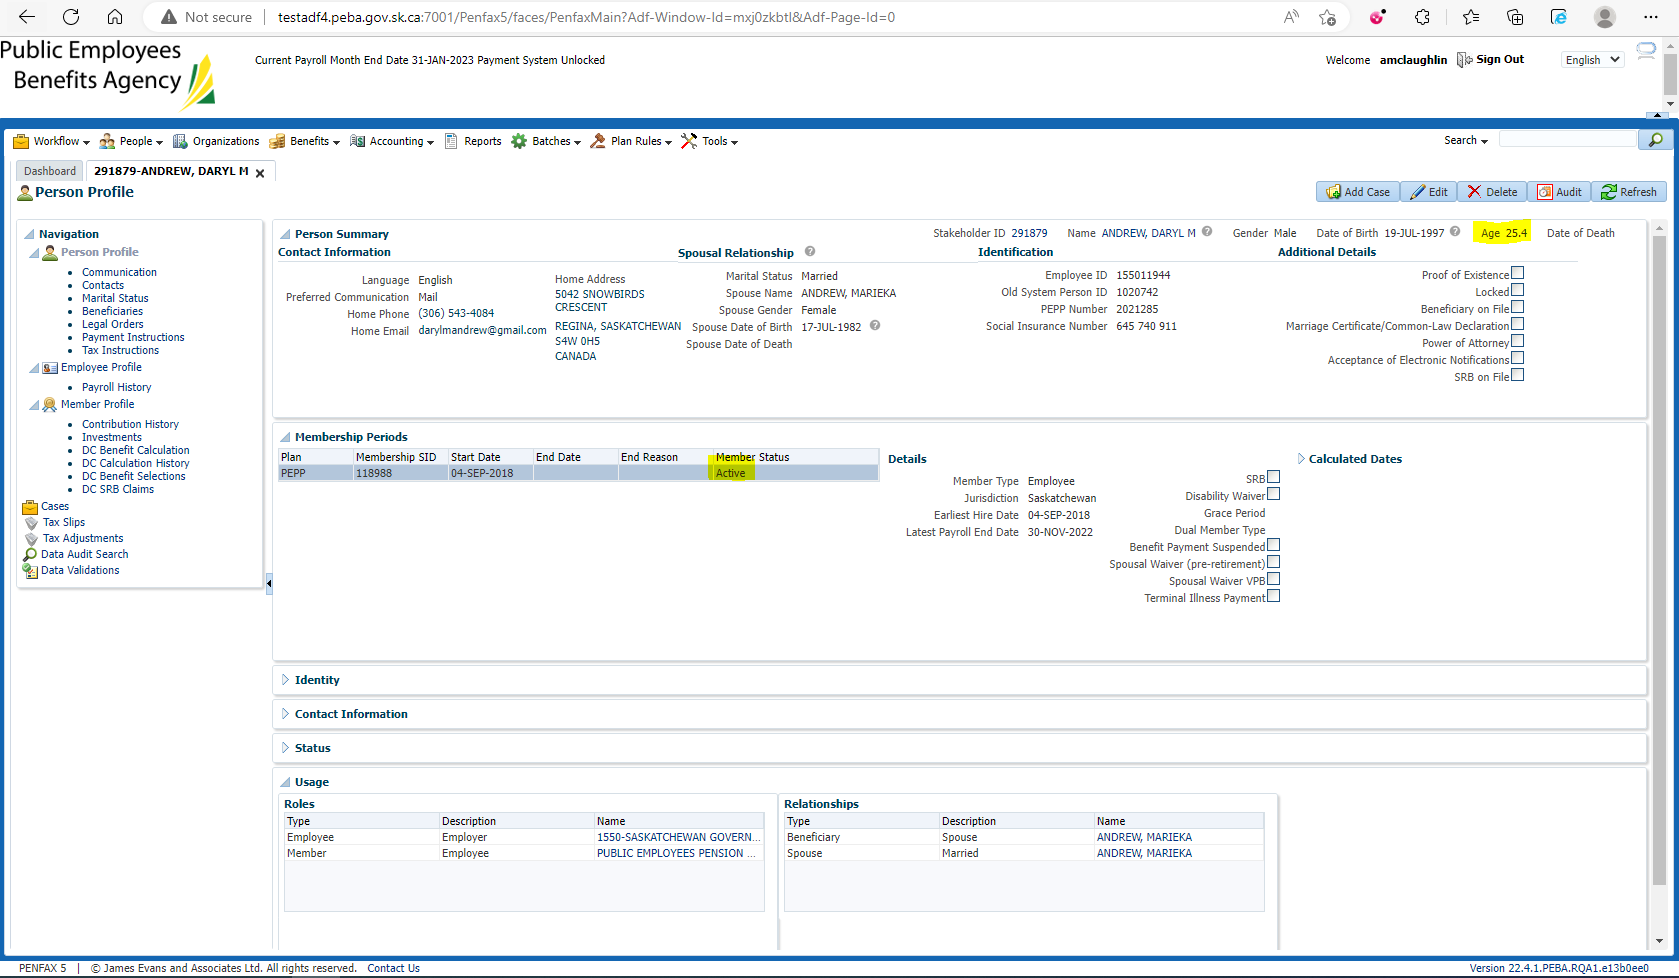 Not secure | testadf4.peba.gov.sk.ca:7001/Penfax5/faces/PenfaxMain?Adf-Window-Id=mxj0zkbtl&Adf-Page-Id=0
Public Employees
Benefits Agency
Current Payroll Month End Date 31-JAN-2023 Payment System Unlocked
Welcome amclaughlin Sign Out English
Workflow People Organizations Benefits Accounting Reports Batches Plan Rules Tools Search
Dashboard 291879-ANDREW, DARYL M
Person Profile
Add Case Edit Delete Audit Refresh
Navigation
Person Profile
Communication
Contacts
Marital Status
Beneficiaries
Legal Orders
Payment Instructions
Tax Instructions
Employee Profile
Payroll History
Member Profile
Contribution History
Investments
DC Benefit Calculation
DC Calculation History
DC Benefit Selections
DC SRB Claims
Cases
Tax Slips
Tax Adjustments
Data Audit Search
Data Validations
Person Summary
Stakeholder ID 291879 Name ANDREW, DARYL M Gender Male Date of Birth 19-JUL-1997 Age 25.4 Date of Death
Contact Information
Language English
Preferred Communication Mail
Home Phone (306) 543-4084
Home Email darylmandrew@gmail.com
Home Address
5042 SNOWBIRDS
CRESCENT
REGINA, SASKATCHEWAN
S4W 0H5
CANADA
Spousal Relationship
Marital Status Married
Spouse Name ANDREW, MARIEKA
Spouse Gender Female
Spouse Date of Birth 17-JUL-1982
Spouse Date of Death
Identification
Employee ID 155011944
Old System Person ID 1020742
PEPP Number 2021285
Social Insurance Number 645 740 911
Additional Details
Proof of Existence
Locked
Beneficiary on File
Marriage Certificate/Common-Law Declaration
Power of Attorney
Acceptance of Electronic Notifications
SRB on File
Membership Periods
Plan Membership SID Start Date End Date End Reason Member Status
PEPP 118988 04-SEP-2018 Active
Details
Member Type Employee
Jurisdiction Saskatchewan
Earliest Hire Date 04-SEP-2018
Latest Payroll End Date 30-NOV-2022
SRB
Disability Waiver
Grace Period
Dual Member Type
Benefit Payment Suspended
Spousal Waiver (pre-retirement)
Spousal Waiver VPB
Terminal Illness Payment
Calculated Dates
Identity
Contact Information
Status
Usage
Roles
Type Description Name
Employee Employer 1550-SASKATCHEWAN GOVERN...
Member Employee PUBLIC EMPLOYEES PENSION ...
Relationships
Type Description Name
Beneficiary Spouse ANDREW, MARIEKA
Spouse Married ANDREW, MARIEKA
PENFAX 5 | © James Evans and Associates Ltd. All rights reserved. Contact Us
Version 22.4.1.PEBA.RQA1.e13b0ee0